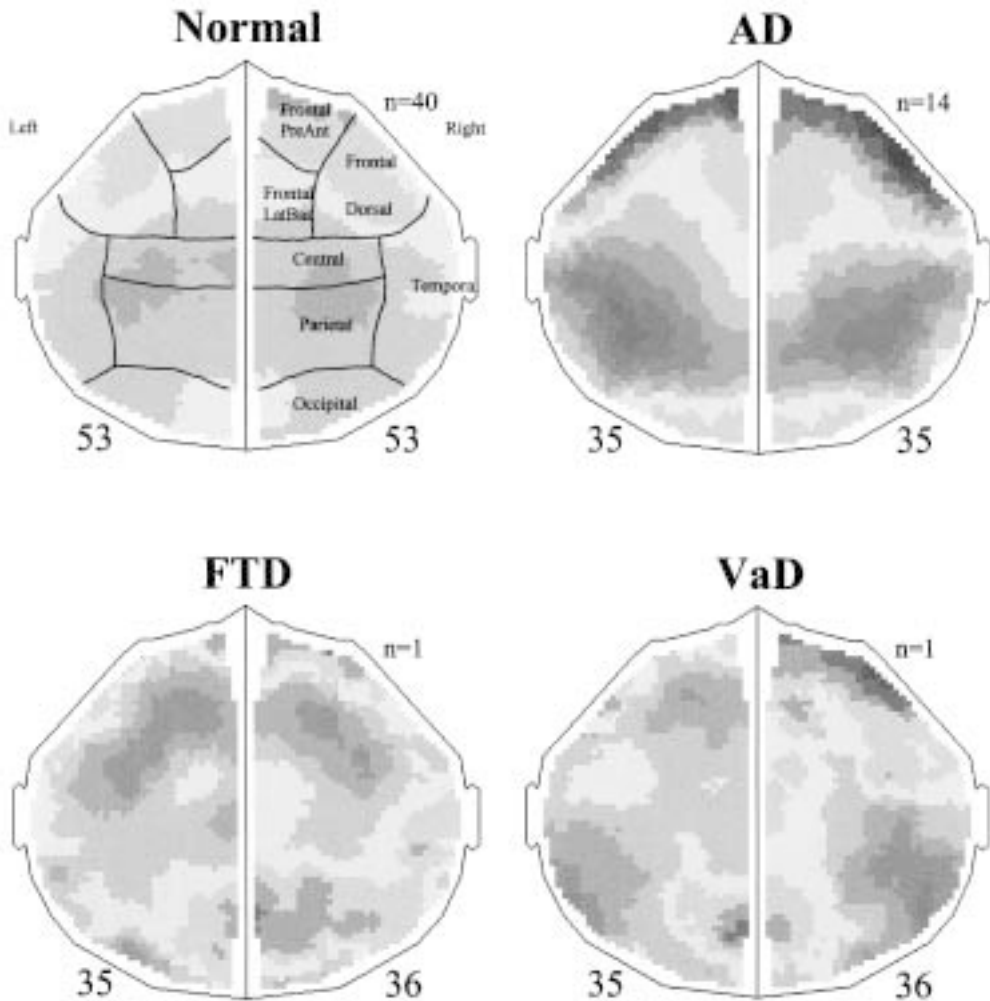 Normal
n=40
Left
Right
Frontal
PreAnt
Frontal
Frontal
Dorsal
Central
Tempora
Parietal
Occipital
53
53
AD
n=14
35
35
FTD
n=1
35
36
VaD
n=1
35
36